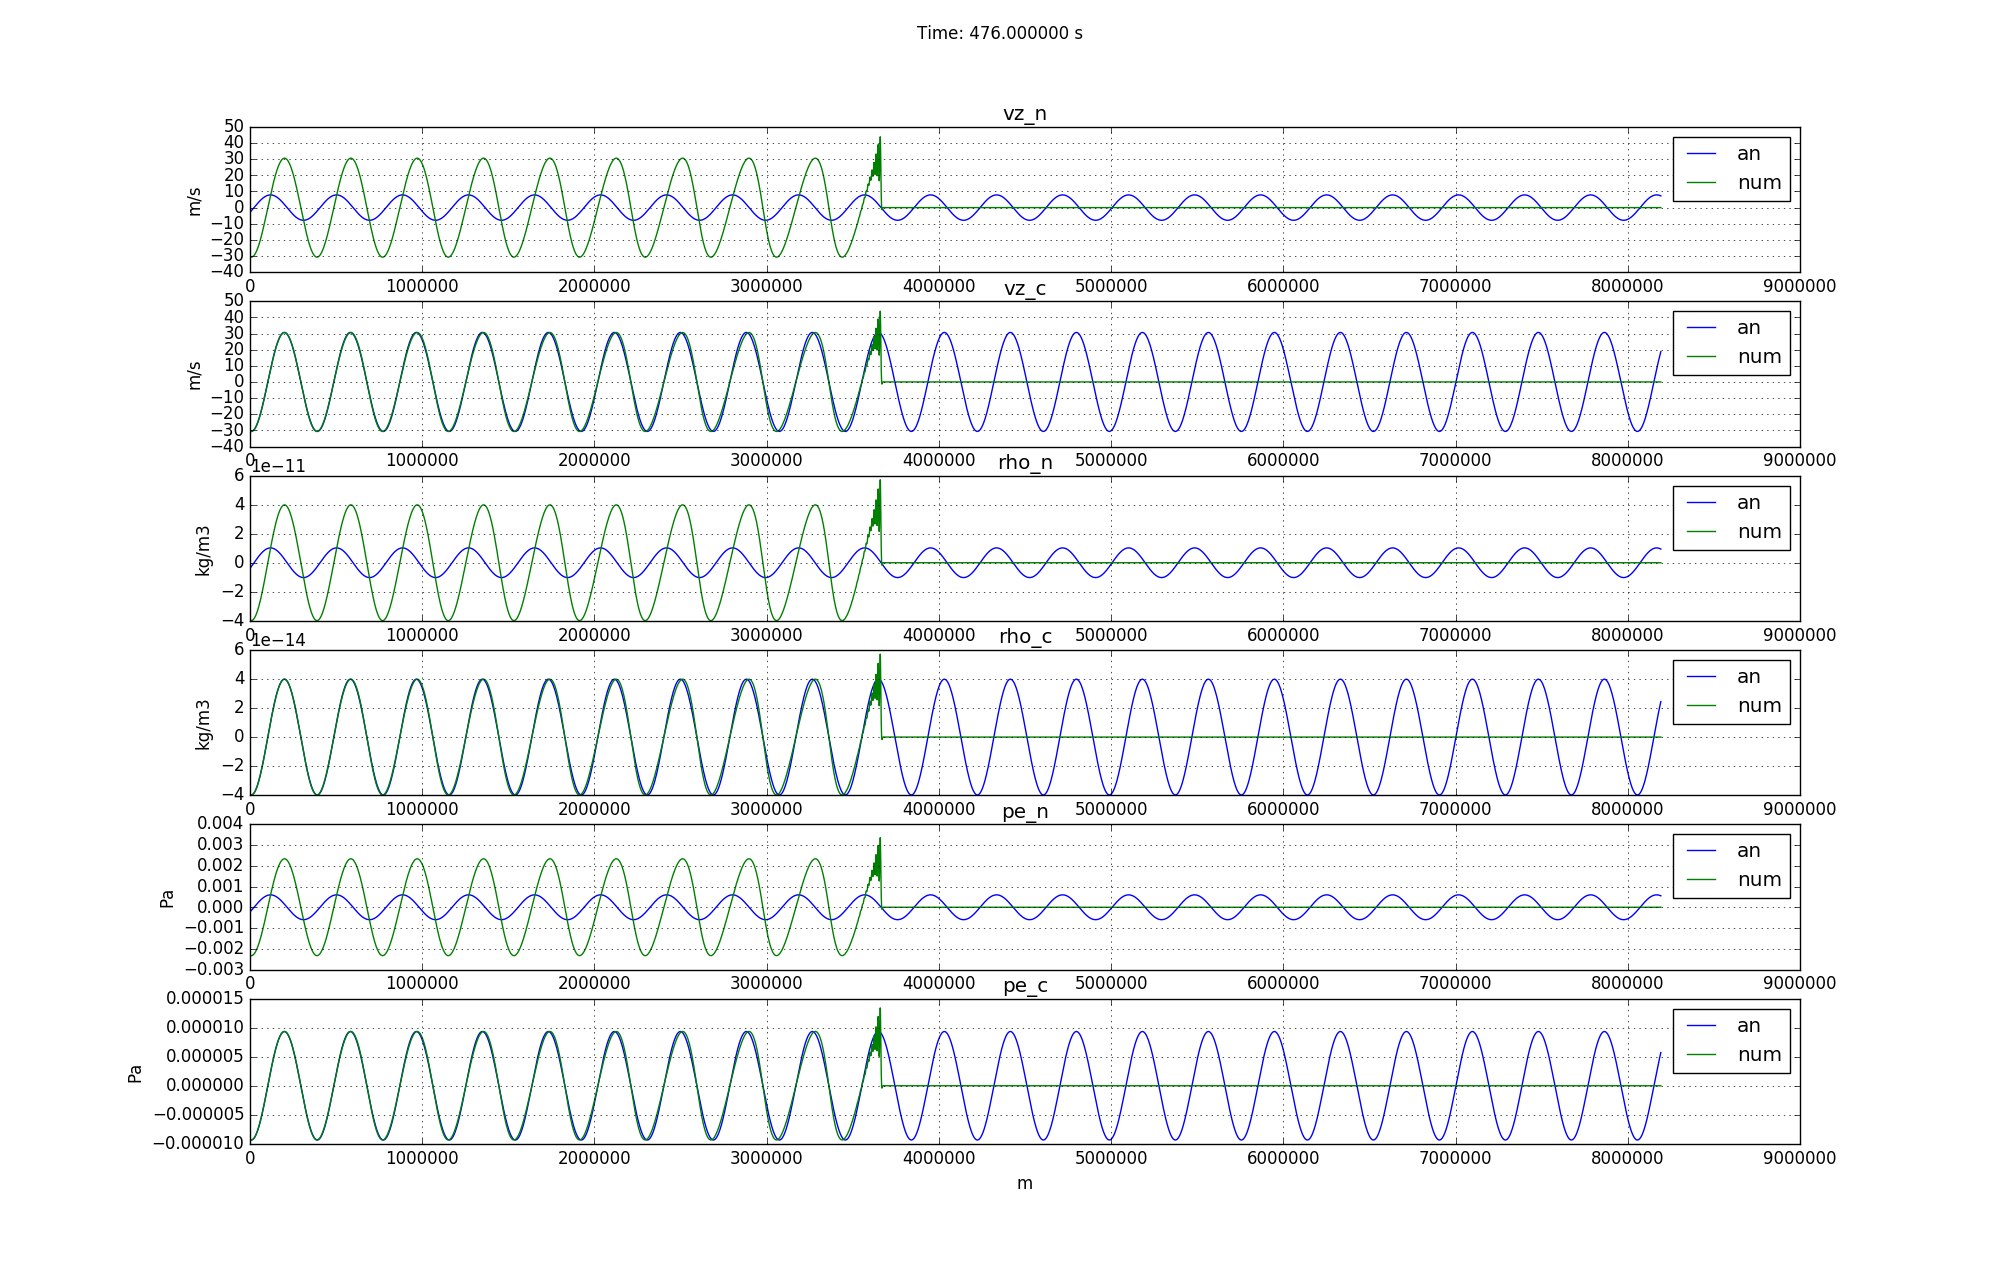 Time: 476.000000 s
vz_n
50
40
30
20
10
0
−10
−20
−30
−40
m/s
an
num
0 1000000 2000000 3000000 4000000 5000000 6000000 7000000 8000000 9000000
vz_c
50
40
30
20
10
0
−10
−20
−30
−40
m/s
an
num
0 1000000 2000000 3000000 4000000 5000000 6000000 7000000 8000000 9000000
1e−11
rho_n
6
4
2
0
−2
−4
kg/m3
an
num
0 1000000 2000000 3000000 4000000 5000000 6000000 7000000 8000000 9000000
1e−14
rho_c
6
4
2
0
−2
−4
kg/m3
an
num
0 1000000 2000000 3000000 4000000 5000000 6000000 7000000 8000000 9000000
pe_n
0.004
0.003
0.002
0.001
0.000
−0.001
−0.002
−0.003
Pa
an
num
0 1000000 2000000 3000000 4000000 5000000 6000000 7000000 8000000 9000000
pe_c
0.000015
0.000010
0.000005
0.000000
−0.000005
−0.000010
Pa
an
num
0 1000000 2000000 3000000 4000000 5000000 6000000 7000000 8000000 9000000
m